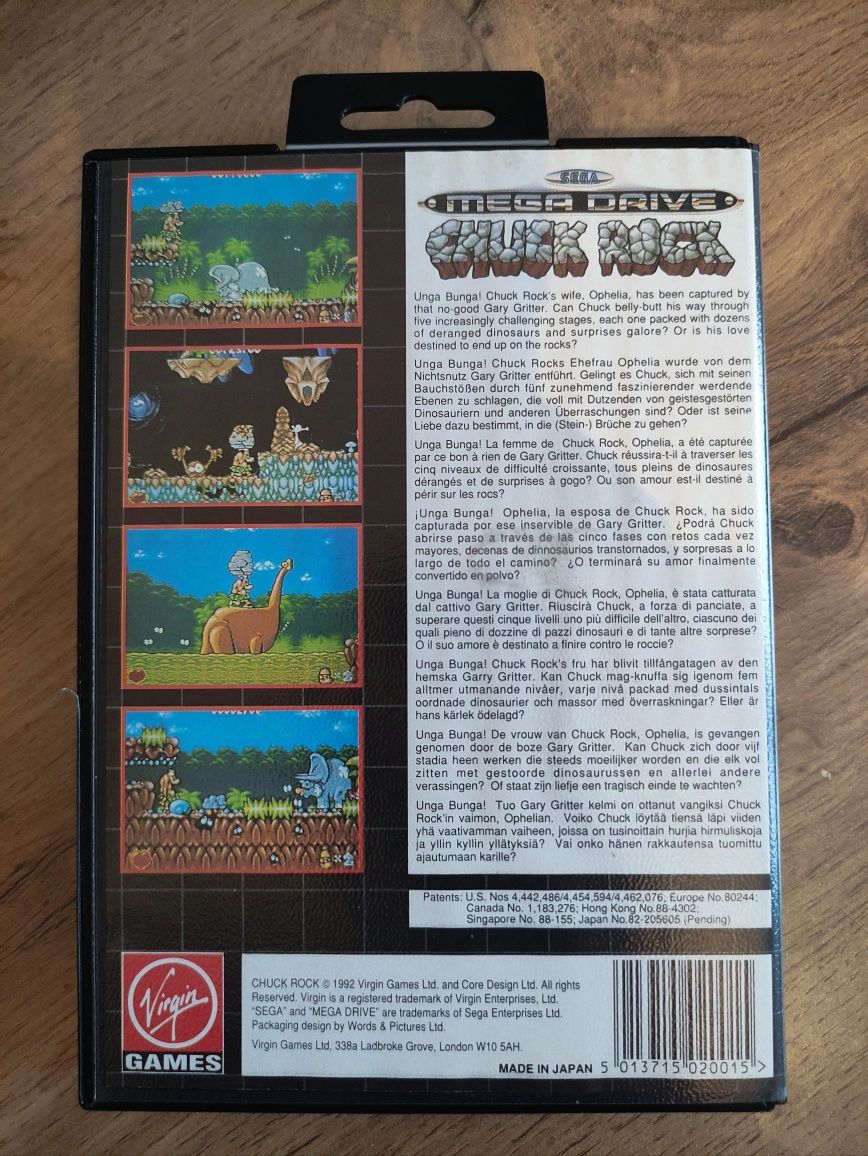 SEGA
MEGA DRIVE
CHUCK ROCK
Unga Bunga! Chuck Rock's wife, Ophelia, has been captured by
that no-good Gary Gritter. Can Chuck belly-butt his way through
five increasingly challenging stages, each one packed with dozens
of deranged dinosaurs and surprises galore? Or is his love
destined to end up on the rocks?
Unga Bunga! Chuck Rocks Ehefrau Ophelia wurde von dem
Nichtsnutz Gary Gritter entführt. Gelingt es Chuck, sich mit seinen
Bauchstößen durch fünf zunehmend faszinierender werdende
Ebenen zu schlagen, die voll mit Dutzenden von geistesgestörten
Dinosauriern und anderen Überraschungen sind? Oder ist seine
Liebe dazu bestimmt, in die (Stein-) Brüche zu gehen?
Unga Bunga! La femme de Chuck Rock, Ophelia, a été capturée
par ce bon à rien de Gary Gritter. Chuck réussira-t-il à traverser les
cinq niveaux de difficulté croissante, tous pleins de dinosaures
dérangés et de surprises à gogo? Ou son amour est-il destiné à
périr sur les rocs?
¡Unga Bunga! Ophelia, la esposa de Chuck Rock, ha sido
capturada por ese inservible de Gary Gritter. ¿Podrá Chuck
abrirse paso a través de las cinco fases con retos cada vez
mayores, decenas de dinnosaurios transtornados, y sorpresas a lo
largo de todo el camino? ¿O terminará su amor finalmente
convertido en polvo?
Unga Bunga! La moglie di Chuck Rock, Ophelia, è stata catturata
dal cattivo Gary Gritter. Riuscirà Chuck, a forza di panciate, a
superare questi cinque livelli uno più difficile dell'altro, ciascuno dei
quali pieno di dozzine di pazzi dinosauri e di tante altre sorprese?
O il suo amore è destinato a finire contro le roccie?
Unga Bunga! Chuck Rock's fru har blivit tillfångatagen av den
hemska Garry Gritter. Kan Chuck mag-knuffa sig igenom fem
alltmer utmanande nivåer, varje nivå packad med dussintals
oordnade dinosaurier och massor med överraskningar? Eller är
hans kärlek ödelagd?
Unga Bunga! De vrouw van Chuck Rock, Ophelia, is gevangen
genomen door de boze Gary Gritter. Kan Chuck zich door vijf
stadia heen werken die steeds moeilijker worden en die elk vol
zitten met gestoorde dinosaurussen en allerlei andere
verassingen? Of staat zijn liefje een tragisch einde te wachten?
Unga Bunga! Tuo Gary Gritter kelmi on ottanut vangiksi Chuck
Rock'in vaimon, Ophelian. Voiko Chuck löytää tiensä läpi viiden
yhä vaativamman vaiheen, joissa on tusinoittain hurjia hirmuliskoja
ja yllin kyllin yllätyksiä? Vai onko hänen rakkautensa tuomittu
ajautumaan karille?
Patents: U.S. Nos 4,442,486/4,454,594/4,462,076; Europe No.80244;
Canada No. 1,183,276; Hong Kong No.88-4302;
Singapore No. 88-155; Japan No.82-205605 (Pending)
Virgin
GAMES
CHUCK ROCK © 1992 Virgin Games Ltd. and Core Design Ltd. All rights
Reserved. Virgin is a registered trademark of Virgin Enterprises, Ltd.
"SEGA" and "MEGA DRIVE" are trademarks of Sega Enterprises Ltd.
Packaging design by Words & Pictures Ltd.
Virgin Games Ltd, 338a Ladbroke Grove, London W10 5AH.
MADE IN JAPAN
5 013715 020015 >